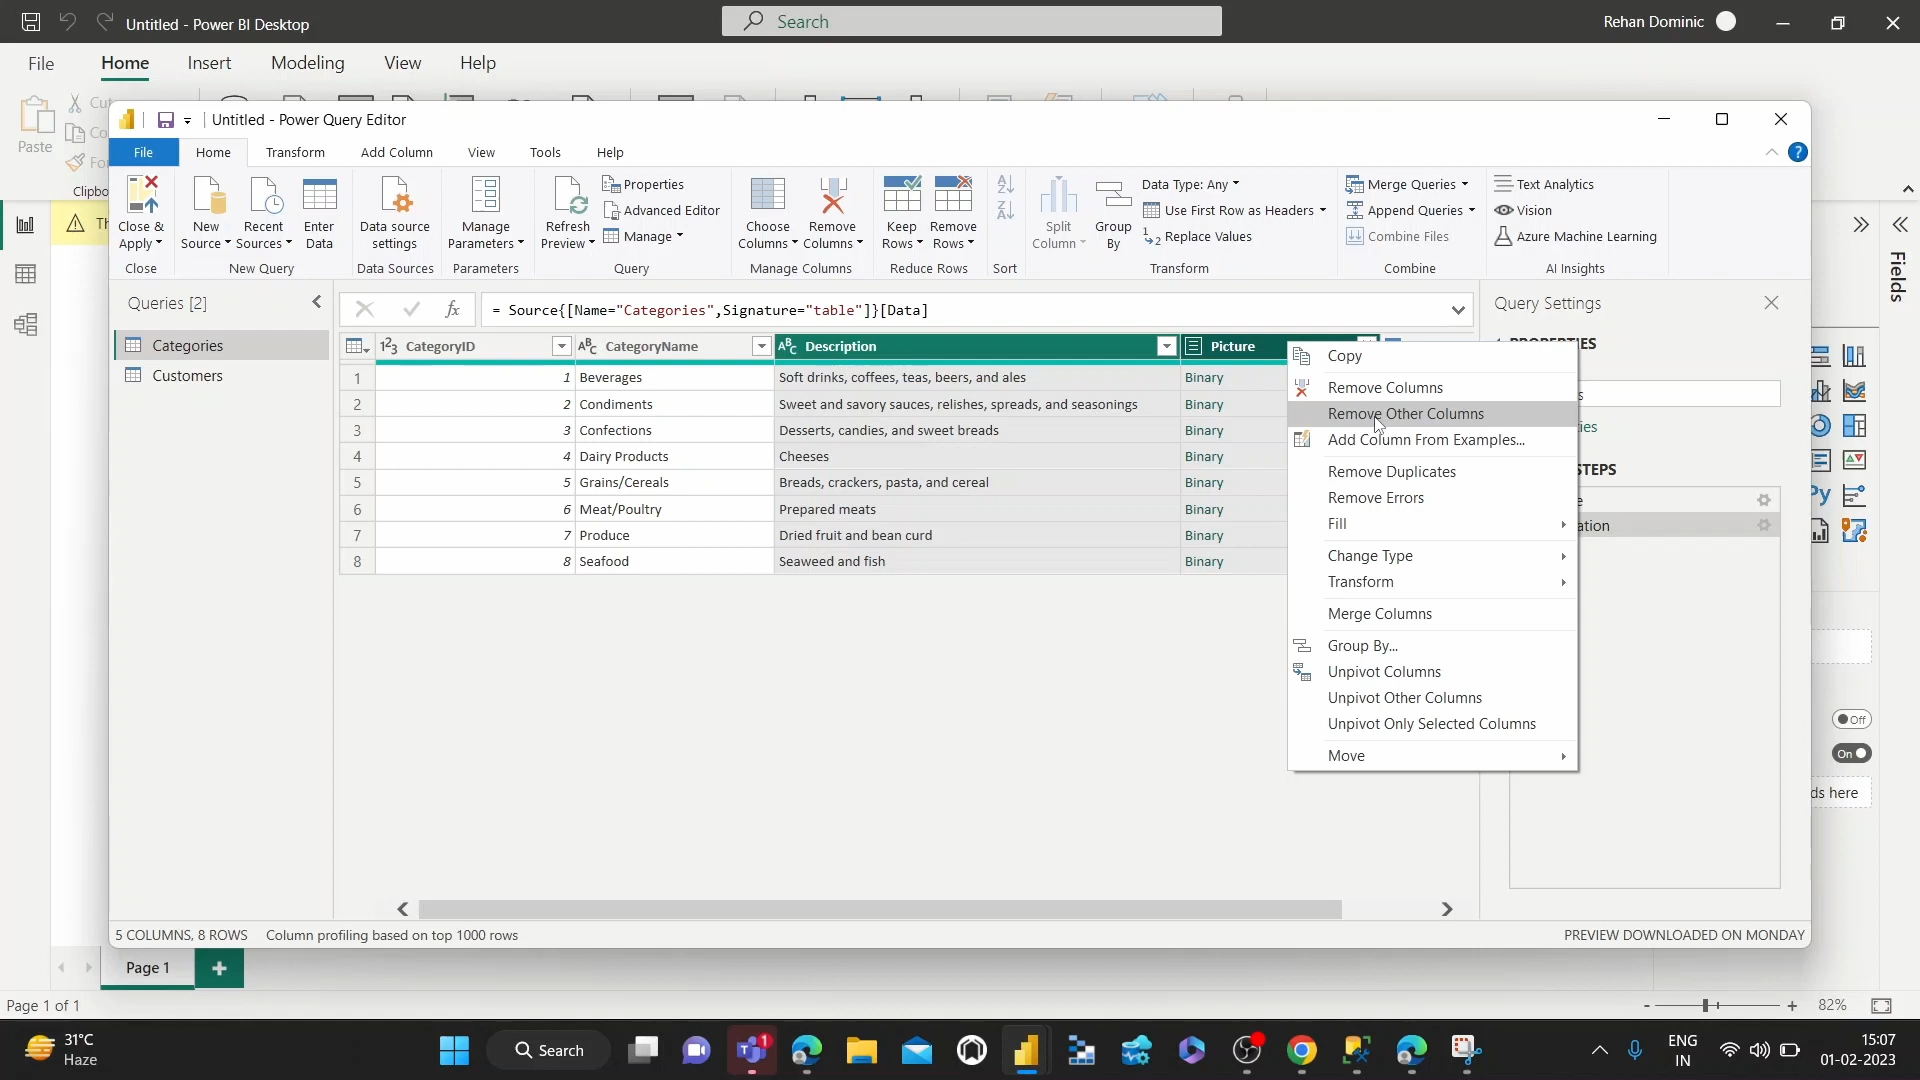 Untitled - Power BI Desktop
Search
Rehan Dominic
File
Home
Insert
Modeling
View
Help
Paste
Clipbo
Untitled - Power Query Editor
File
Home
Transform
Add Column
View
Tools
Help
Close & Apply
New Source
Recent Sources
Enter Data
Data source settings
Manage Parameters
Refresh Preview
Properties
Advanced Editor
Manage
Choose Columns
Remove Columns
Keep Rows
Remove Rows
Split Column
Group By
Data Type: Any
Use First Row as Headers
Replace Values
Merge Queries
Append Queries
Combine Files
Text Analytics
Vision
Azure Machine Learning
Close
New Query
Data Sources
Parameters
Query
Manage Columns
Reduce Rows
Sort
Transform
Combine
AI Insights
Queries [2]
Categories
Customers
fx
= Source{[Name="Categories",Signature="table"]}[Data]
CategoryID
CategoryName
Description
Picture
1 1 Beverages Soft drinks, coffees, teas, beers, and ales Binary
2 2 Condiments Sweet and savory sauces, relishes, spreads, and seasonings Binary
3 3 Confections Desserts, candies, and sweet breads Binary
4 4 Dairy Products Cheeses Binary
5 5 Grains/Cereals Breads, crackers, pasta, and cereal Binary
6 6 Meat/Poultry Prepared meats Binary
7 7 Produce Dried fruit and bean curd Binary
8 8 Seafood Seaweed and fish Binary
Copy
Remove Columns
Remove Other Columns
Add Column From Examples...
Remove Duplicates
Remove Errors
Fill
Change Type
Transform
Merge Columns
Group By...
Unpivot Columns
Unpivot Other Columns
Unpivot Only Selected Columns
Move
Query Settings
STEPS
ation
Fields
Off
On
ds here
5 COLUMNS, 8 ROWS
Column profiling based on top 1000 rows
PREVIEW DOWNLOADED ON MONDAY
Page 1
Page 1 of 1
82%
31°C
Haze
Search
1
ENG
IN
15:07
01-02-2023